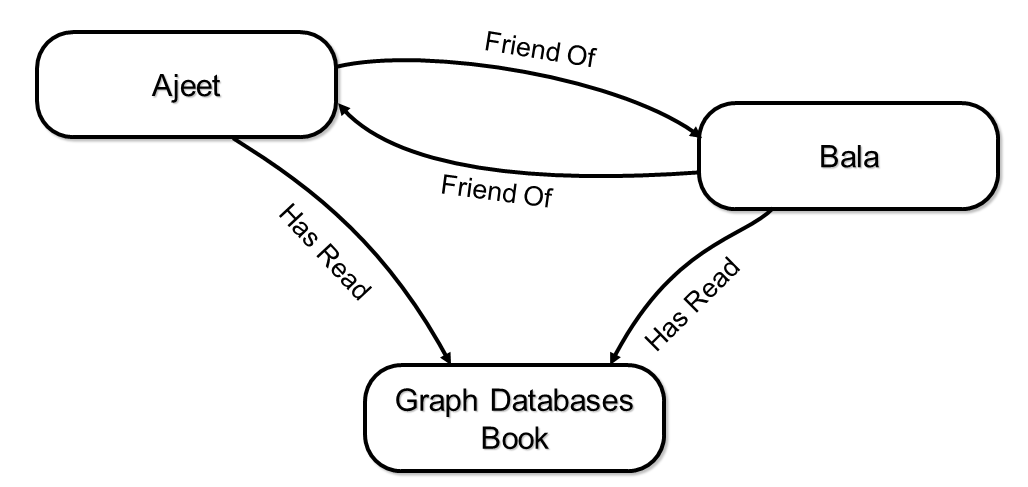 Friend Of
Ajeet
Bala
Friend Of
Has Read
Has Read
Graph Databases
Book